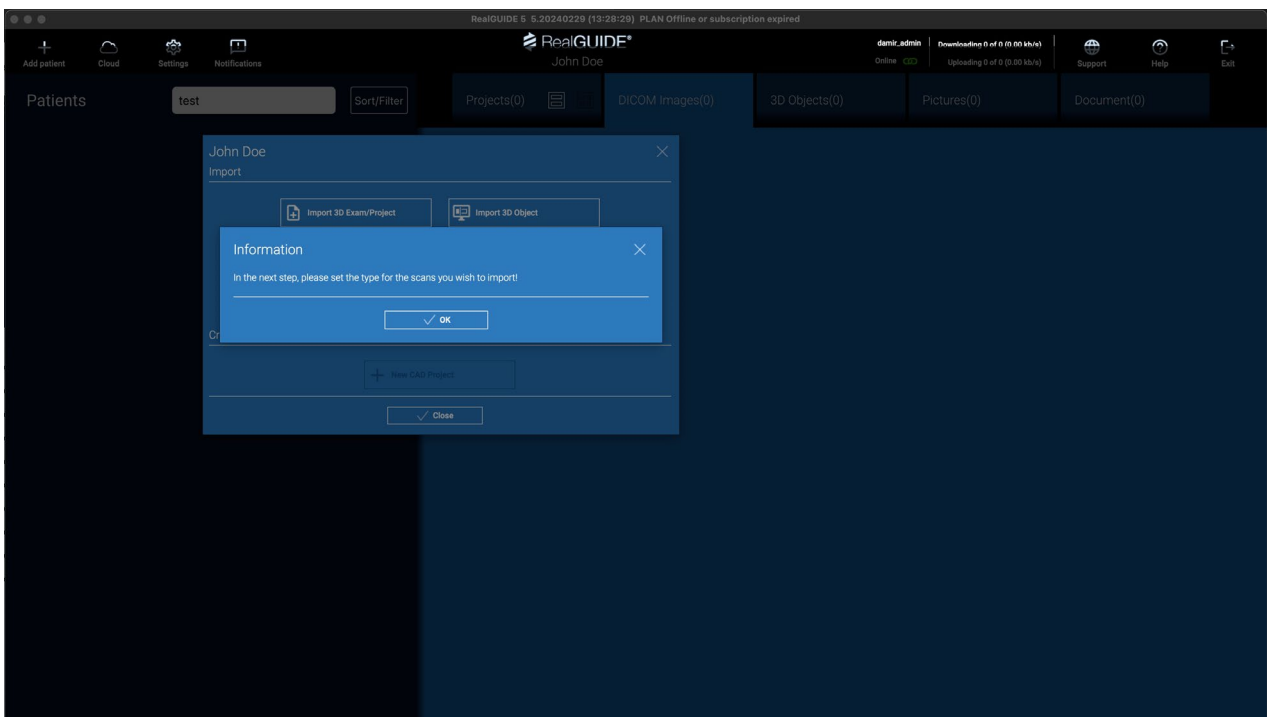 RealGUIDE 5 5.20240229 (13:28:29) PLAN Offline or subscription expired
Add patient
Cloud
Settings
Notifications
RealGUIDE®
John Doe
damir_admin
Online
Downloading 0 of 0 (0.00 kb/s)
Uploading 0 of 0 (0.00 kb/s)
Support
Help
Exit
Patients
test
Sort/Filter
Projects(0)
DICOM Images(0)
3D Objects(0)
Pictures(0)
Document(0)
John Doe
Import
Import 3D Exam/Project
Import 3D Object
Information
In the next step, please set the type for the scans you wish to import!
OK
Cr
New CAD Project
Close